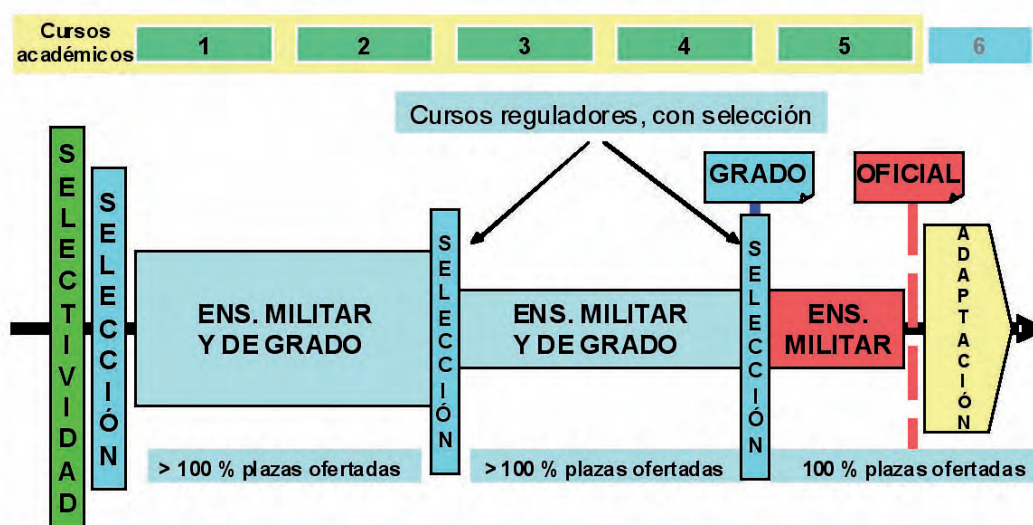 Cursos
académicos
1
2
3
4
5
6
Cursos reguladores, con selección
SELECTIVIDAD
SELECCIÓN
SELECCIÓN
GRADO
SELECCIÓN
OFICIAL
ADAPTACIÓN
ENS. MILITAR
Y DE GRADO
ENS. MILITAR
Y DE GRADO
ENS.
MILITAR
> 100 % plazas ofertadas
>100 % plazas ofertadas
100 % plazas ofertadas